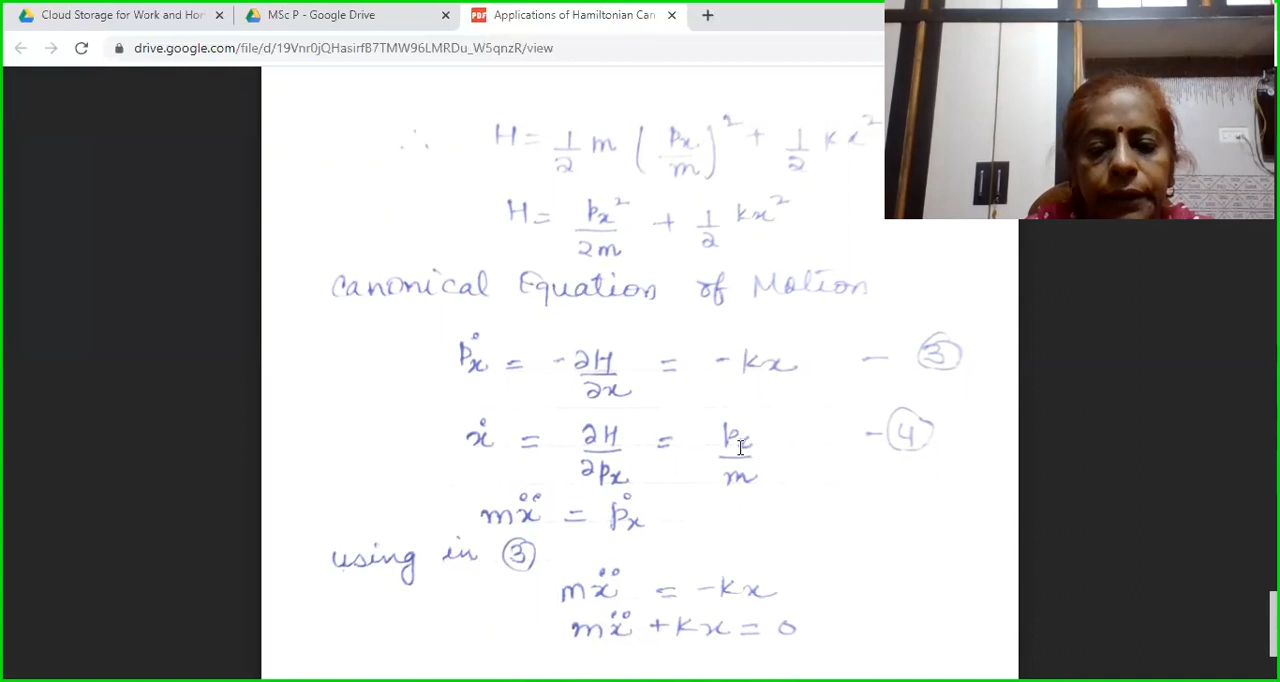 Cloud Storage for Work and Hor
MSc P - Google Drive
PDF Applications of Hamiltonian Can
drive.google.com/file/d/19Vnr0jQHasirfB7TMW96LMRDu_W5qnzR/view
∴ H = 1/2 m (px/m)² + 1/2 kx²
H = px²/2m + 1/2 kx²
Canonical Equation of Motion
ṗx = -∂H/∂x = -kx - ③
ẋ = ∂H/∂px = px/m - ④
mẍ = ṗx
using in ③
mẍ = -kx
mẍ + kx = 0